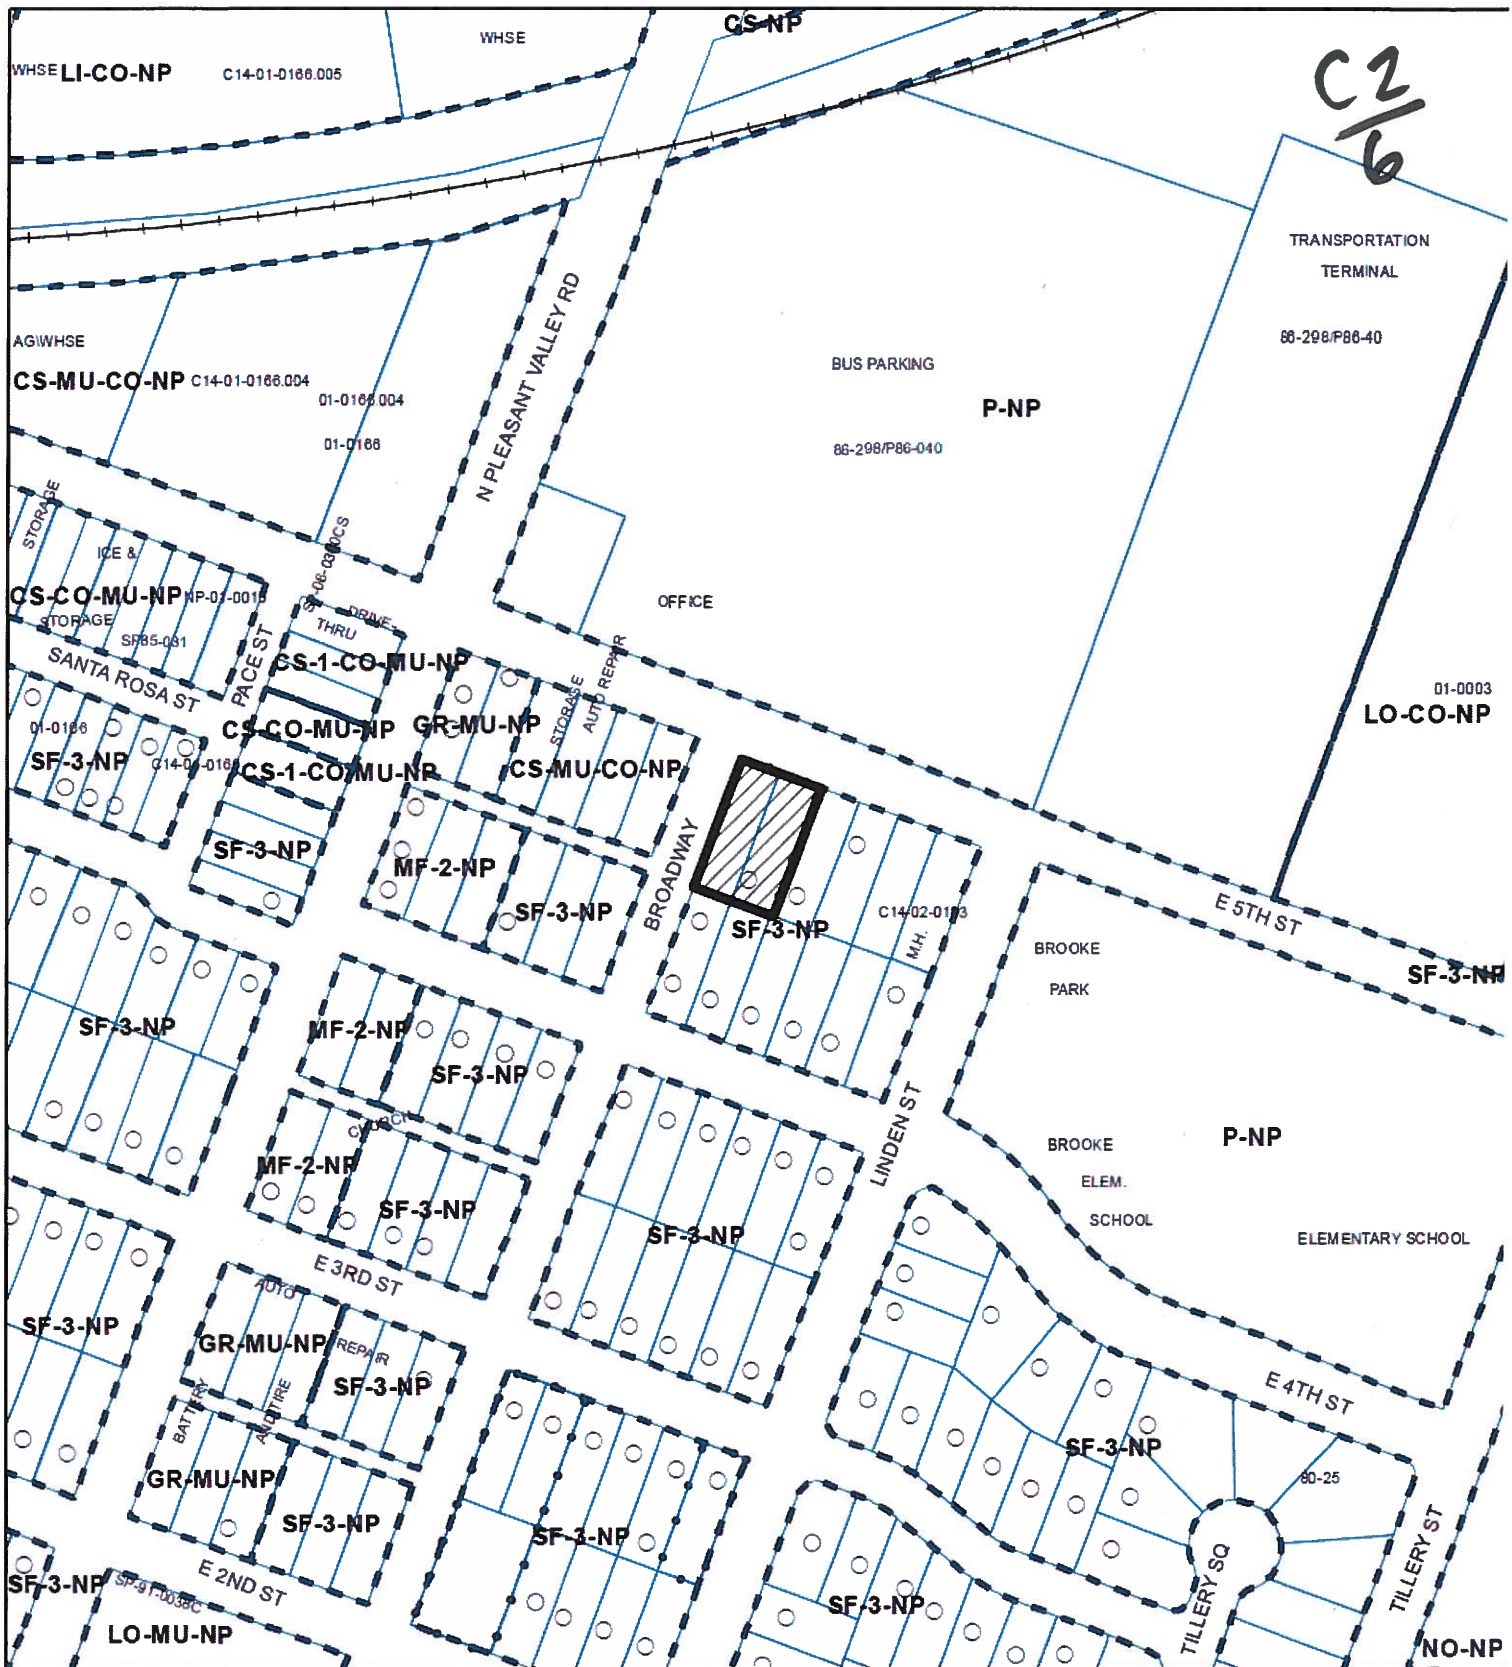 CS-NP
WHSE
WHSE LI-CO-NP
C14-01-0166.005
C2
6
TRANSPORTATION
TERMINAL
86-298/P86-40
AG\WHSE
CS-MU-CO-NP
C14-01-0166.004
01-0166.004
01-0166
N PLEASANT VALLEY RD
BUS PARKING
P-NP
86-298/P86-040
STORAGE
ICE &
CS-CO-MU-NP
STORAGE
SP85-031
SANTA ROSA ST
PACE ST
DRIVE-
THRU
OFFICE
CS-1-CO-MU-NP
STORAGE
AUTO REPAIR
01-0003
LO-CO-NP
01-0166
SF-3-NP
CS-CO-MU-NP
GR-MU-NP
CS-1-CO-MU-NP
CS-MU-CO-NP
SF-3-NP
MF-2-NP
SF-3-NP
BROADWAY
SF-3-NP
M.H.
E 5TH ST
BROOKE
PARK
SF-3-NP
SF-3-NP
MF-2-NP
SF-3-NP
CHURCH
MF-2-NP
SF-3-NP
LINDEN ST
BROOKE
ELEM.
SCHOOL
P-NP
ELEMENTARY SCHOOL
SF-3-NP
E 3RD ST
SF-3-NP
AUTO
GR-MU-NP
REPAIR
SF-3-NP
BATTERY
AND TIRE
E 4TH ST
SF-3-NP
80-25
GR-MU-NP
SF-3-NP
SF-3-NP
E 2ND ST
SF-3-NP
SP-91-0038C
LO-MU-NP
SF-3-NP
TILLERY SQ
TILLERY ST
NO-NP